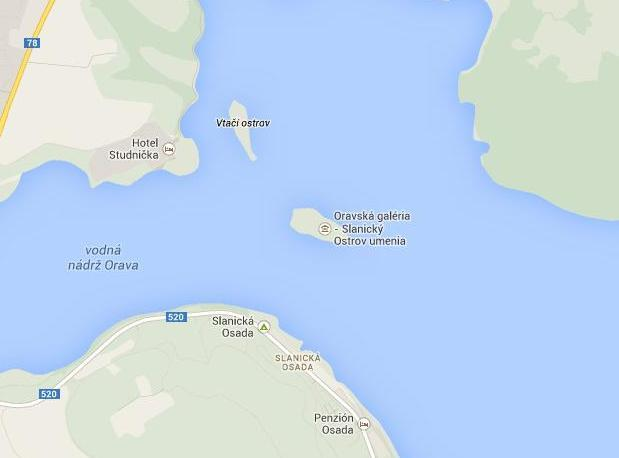 78
Vtačí ostrov
Hotel
Studnička
Oravská galéria
- Slanický
Ostrov umenia
vodná
nádrž Orava
520
Slanická
Osada
SLANICKÁ
OSADA
520
Penzión
Osada